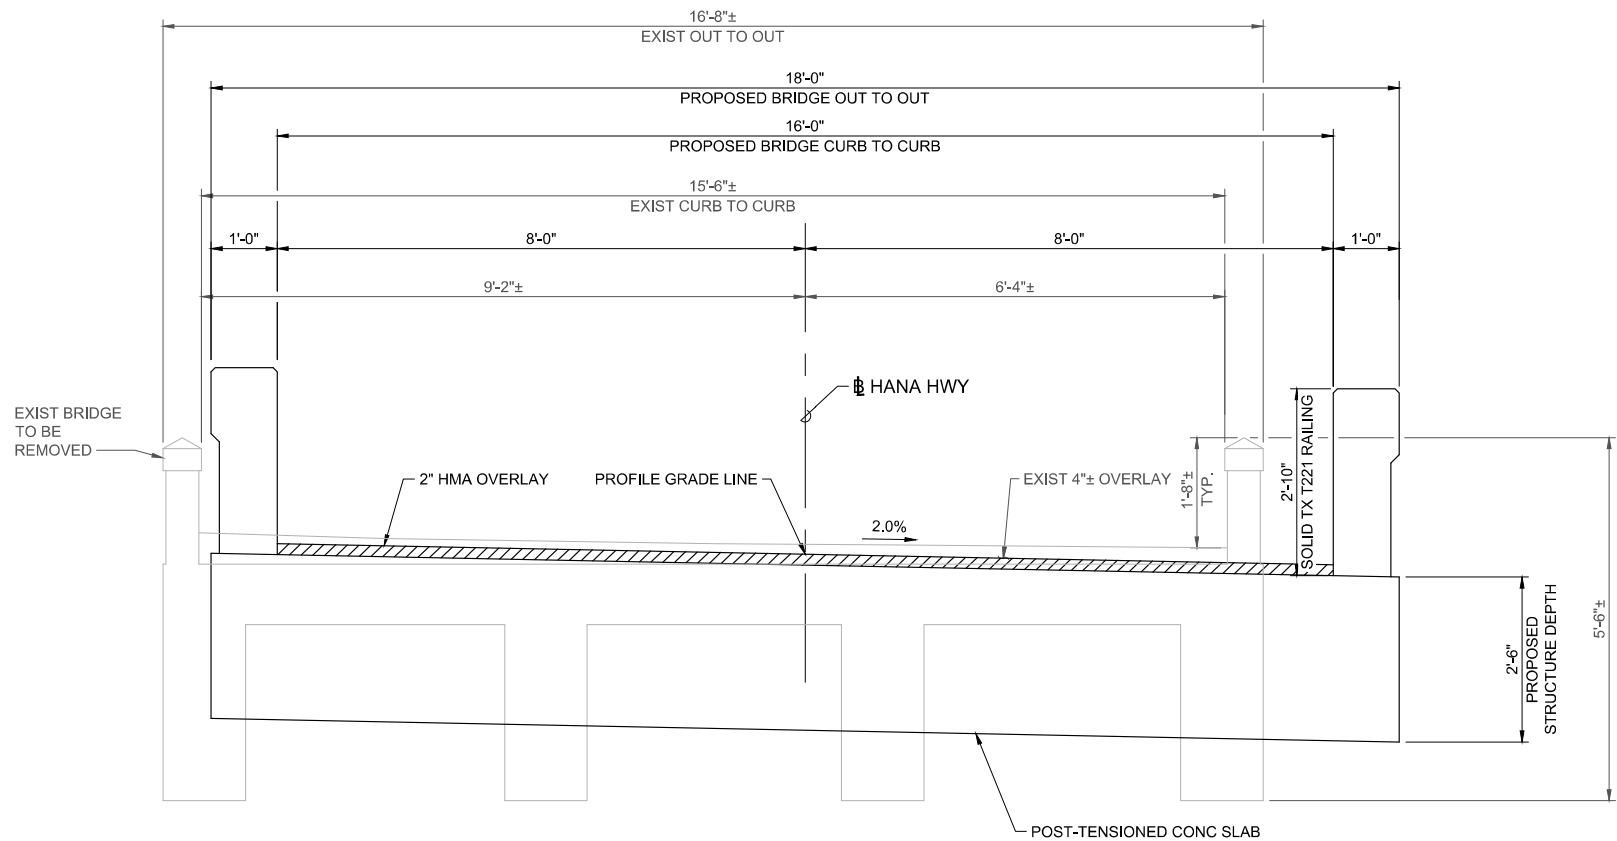 16'-8"±
EXIST OUT TO OUT
18'-0"
PROPOSED BRIDGE OUT TO OUT
16'-0"
PROPOSED BRIDGE CURB TO CURB
15'-6"±
EXIST CURB TO CURB
1'-0"
8'-0"
8'-0"
1'-0"
9'-2"±
6'-4"±
℄ HANA HWY
EXIST BRIDGE
TO BE
REMOVED
2" HMA OVERLAY
PROFILE GRADE LINE
EXIST 4"± OVERLAY
2.0%
1'-8"±
TYP.
2'-10"
SOLID TX T221 RAILING
2'-6"
PROPOSED
STRUCTURE DEPTH
5'-6"±
POST-TENSIONED CONC SLAB